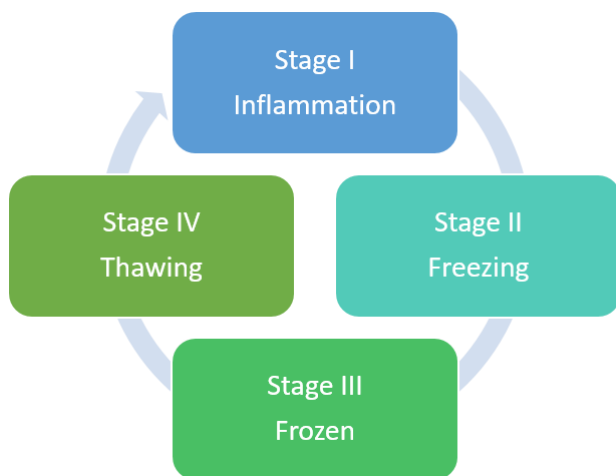 Stage I
Inflammation
Stage II
Freezing
Stage III
Frozen
Stage IV
Thawing